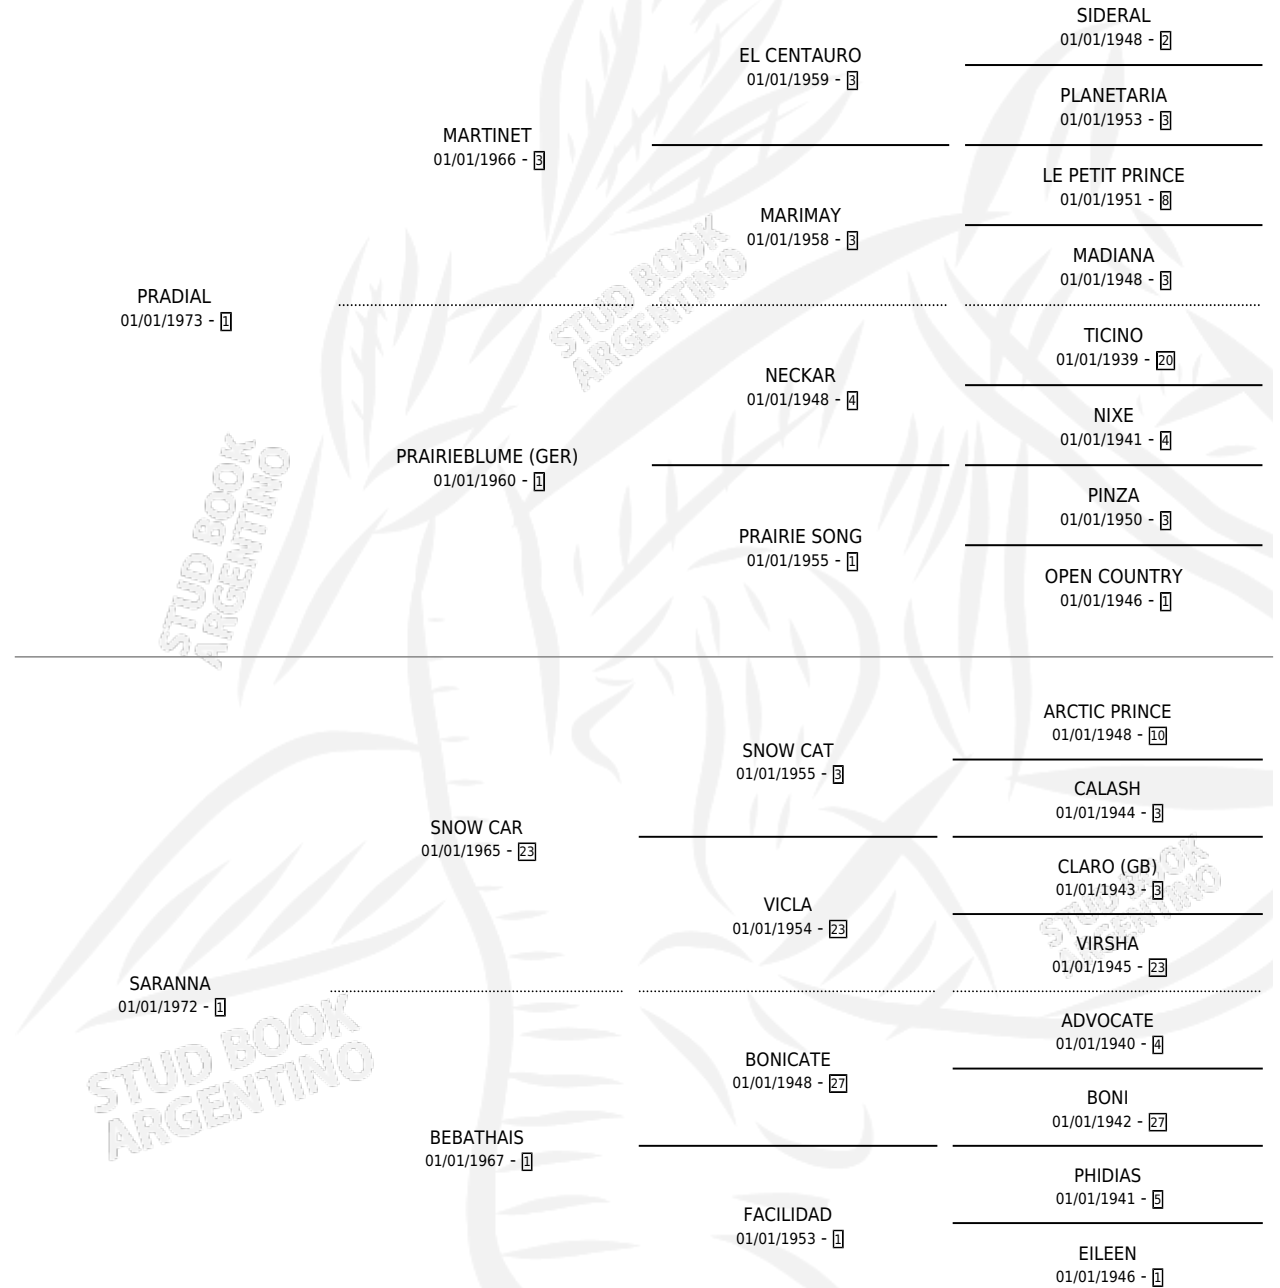 SIDERAL
01/01/1948 - 2
EL CENTAURO
01/01/1959 - 3
PLANETARIA
01/01/1953 - 3
MARTINET
01/01/1966 - 3
LE PETIT PRINCE
01/01/1951 - 8
MARIMAY
01/01/1958 - 3
MADIANA
01/01/1948 - 3
PRADIAL
01/01/1973 - 1
TICINO
01/01/1939 - 20
NECKAR
01/01/1948 - 4
NIXE
01/01/1941 - 4
PRAIRIEBLUME (GER)
01/01/1960 - 1
PINZA
01/01/1950 - 3
PRAIRIE SONG
01/01/1955 - 1
OPEN COUNTRY
01/01/1946 - 1
STUD BOOK
ARGENTINO
STUD BOOK
ARGENTINO
ARCTIC PRINCE
01/01/1948 - 10
SNOW CAT
01/01/1955 - 3
CALASH
01/01/1944 - 3
SNOW CAR
01/01/1965 - 23
CLARO (GB)
01/01/1943 - 3
VICLA
01/01/1954 - 23
VIRSHA
01/01/1945 - 23
SARANNA
01/01/1972 - 1
ADVOCATE
01/01/1940 - 4
BONICATE
01/01/1948 - 27
BONI
01/01/1942 - 27
BEBATHAIS
01/01/1967 - 1
PHIDIAS
01/01/1941 - 5
FACILIDAD
01/01/1953 - 1
EILEEN
01/01/1946 - 1
STUD BOOK
ARGENTINO
STUD BOOK
ARGENTINO